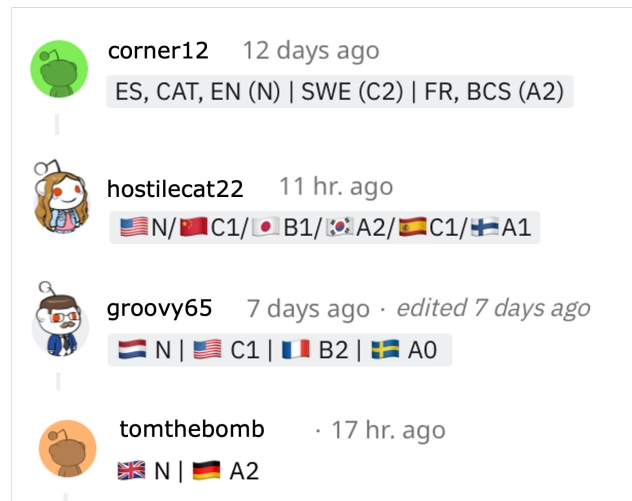 corner12 12 days ago
ES, CAT, EN (N) | SWE (C2) | FR, BCS (A2)
hostilecat22 11 hr. ago
🇺🇸N/🇨🇳C1/🇯🇵B1/🇰🇷A2/🇪🇸C1/🇫🇮A1
groovy65 7 days ago · edited 7 days ago
🇳🇱 N | 🇺🇸 C1 | 🇫🇷 B2 | 🇸🇪 A0
tomthebomb · 17 hr. ago
🇬🇧 N | 🇩🇪 A2